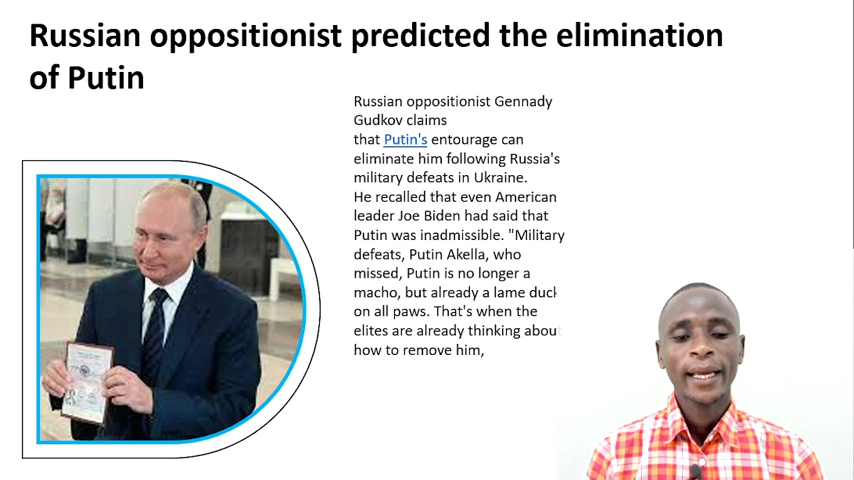 Russian oppositionist predicted the elimination
of Putin
Russian oppositionist Gennady
Gudkov claims
that Putin's entourage can
eliminate him following Russia's
military defeats in Ukraine.
He recalled that even American
leader Joe Biden had said that
Putin was inadmissible. "Military
defeats, Putin Akella, who
missed, Putin is no longer a
macho, but already a lame duck
on all paws. That's when the
elites are already thinking about
how to remove him,